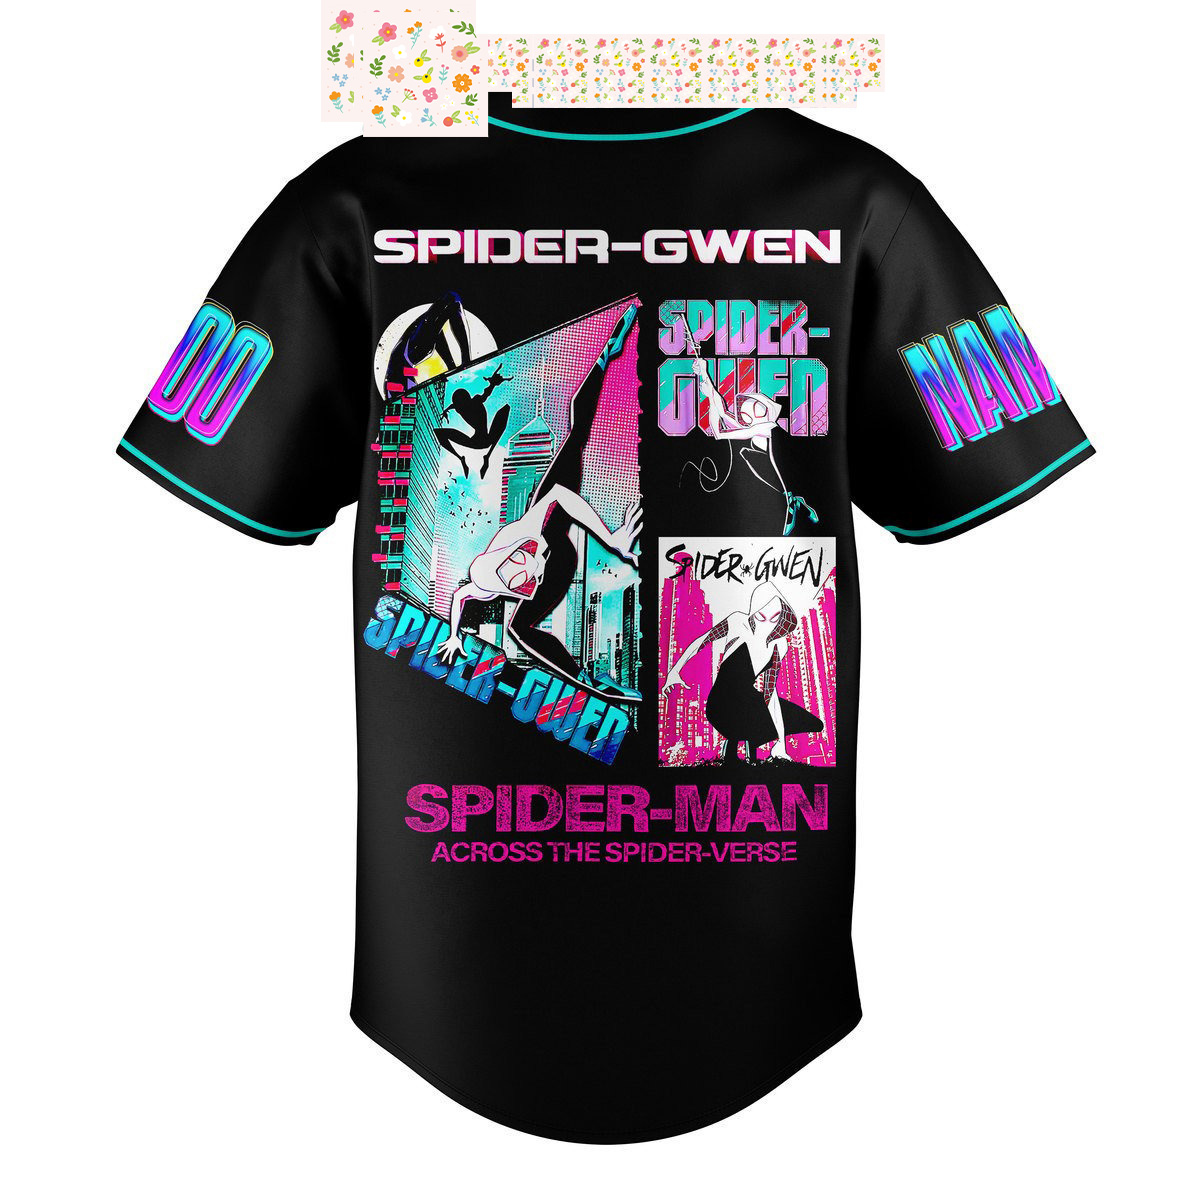 SPIDER-GWEN
SPIDER-
GWEN
00
NAM
SPIDER GWEN
SPIDER-GWEN
SPIDER-MAN
ACROSS THE SPIDER-VERSE